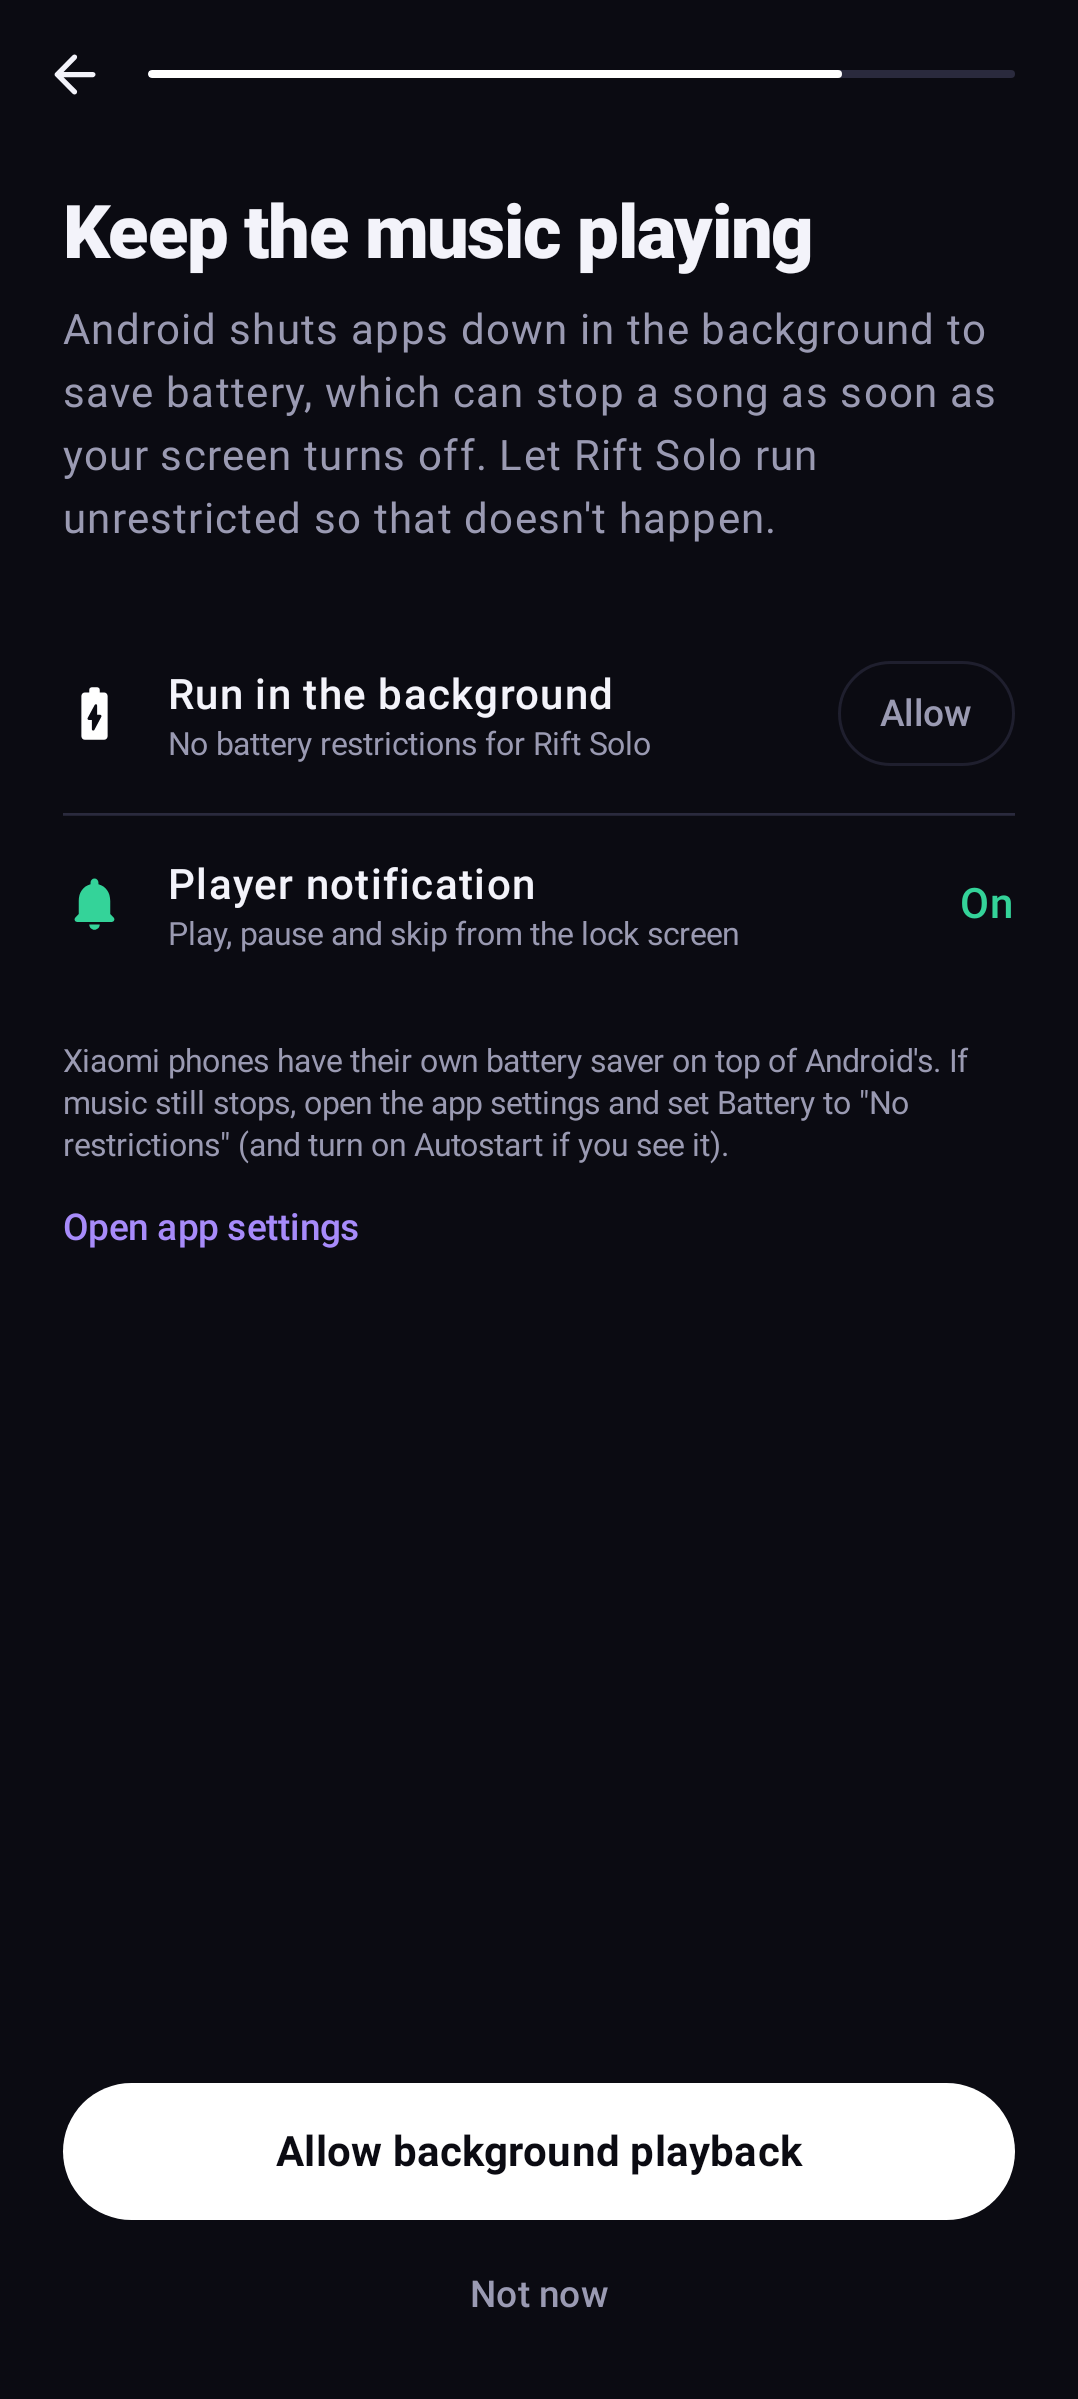 Keep the music playing
Android shuts apps down in the background to
save battery, which can stop a song as soon as
your screen turns off. Let Rift Solo run
unrestricted so that doesn't happen.
Run in the background
No battery restrictions for Rift Solo
Allow
Player notification
Play, pause and skip from the lock screen
On
Xiaomi phones have their own battery saver on top of Android's. If
music still stops, open the app settings and set Battery to "No
restrictions" (and turn on Autostart if you see it).
Open app settings
Allow background playback
Not now